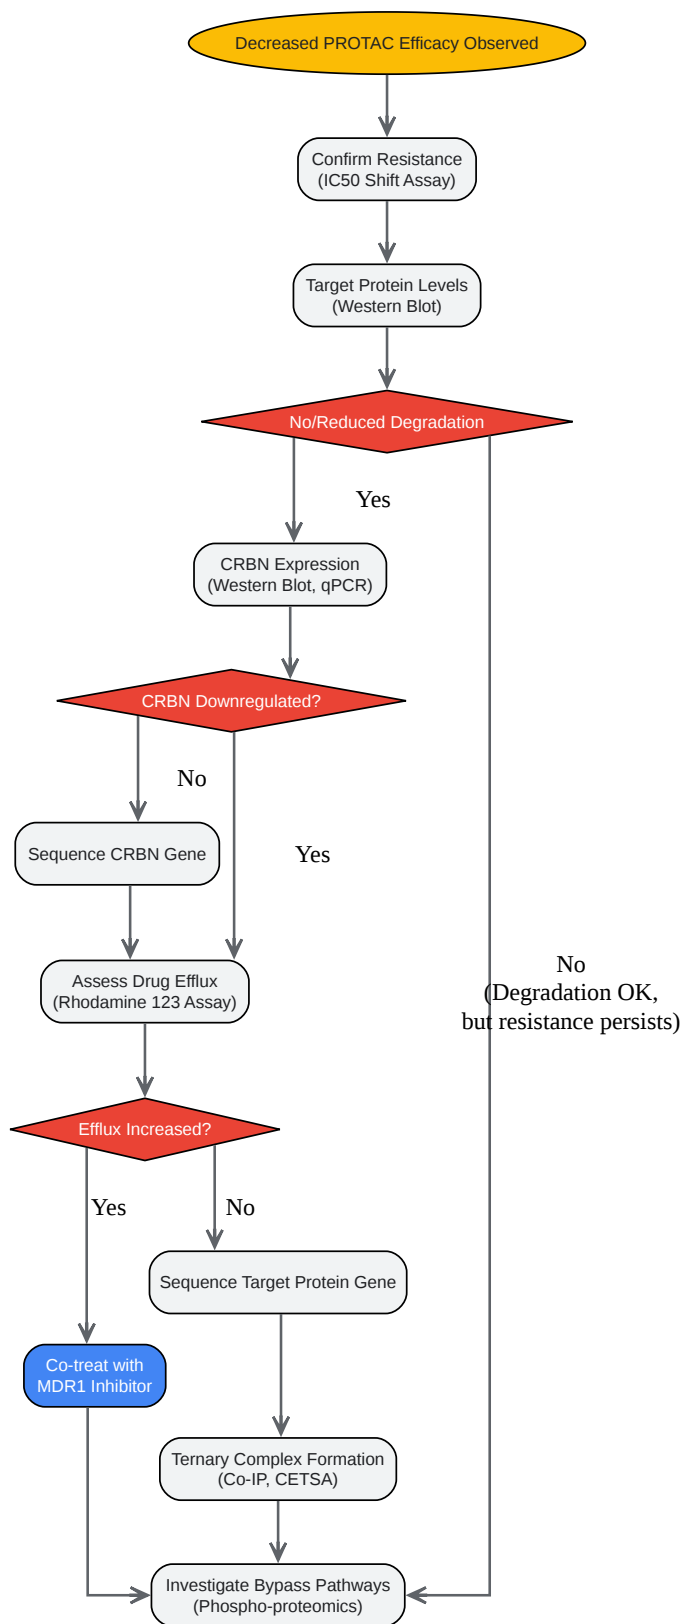 Decreased PROTAC Efficacy Observed
Confirm Resistance
(IC50 Shift Assay)
Target Protein Levels
(Western Blot)
No/Reduced Degradation
Yes
CRBN Expression
(Western Blot, qPCR)
CRBN Downregulated?
No
Sequence CRBN Gene
Yes
Assess Drug Efflux
(Rhodamine 123 Assay)
No
(Degradation OK,
but resistance persists)
Efflux Increased?
Yes
No
Sequence Target Protein Gene
Co-treat with
MDR1 Inhibitor
Ternary Complex Formation
(Co-IP, CETSA)
Investigate Bypass Pathways
(Phospho-proteomics)